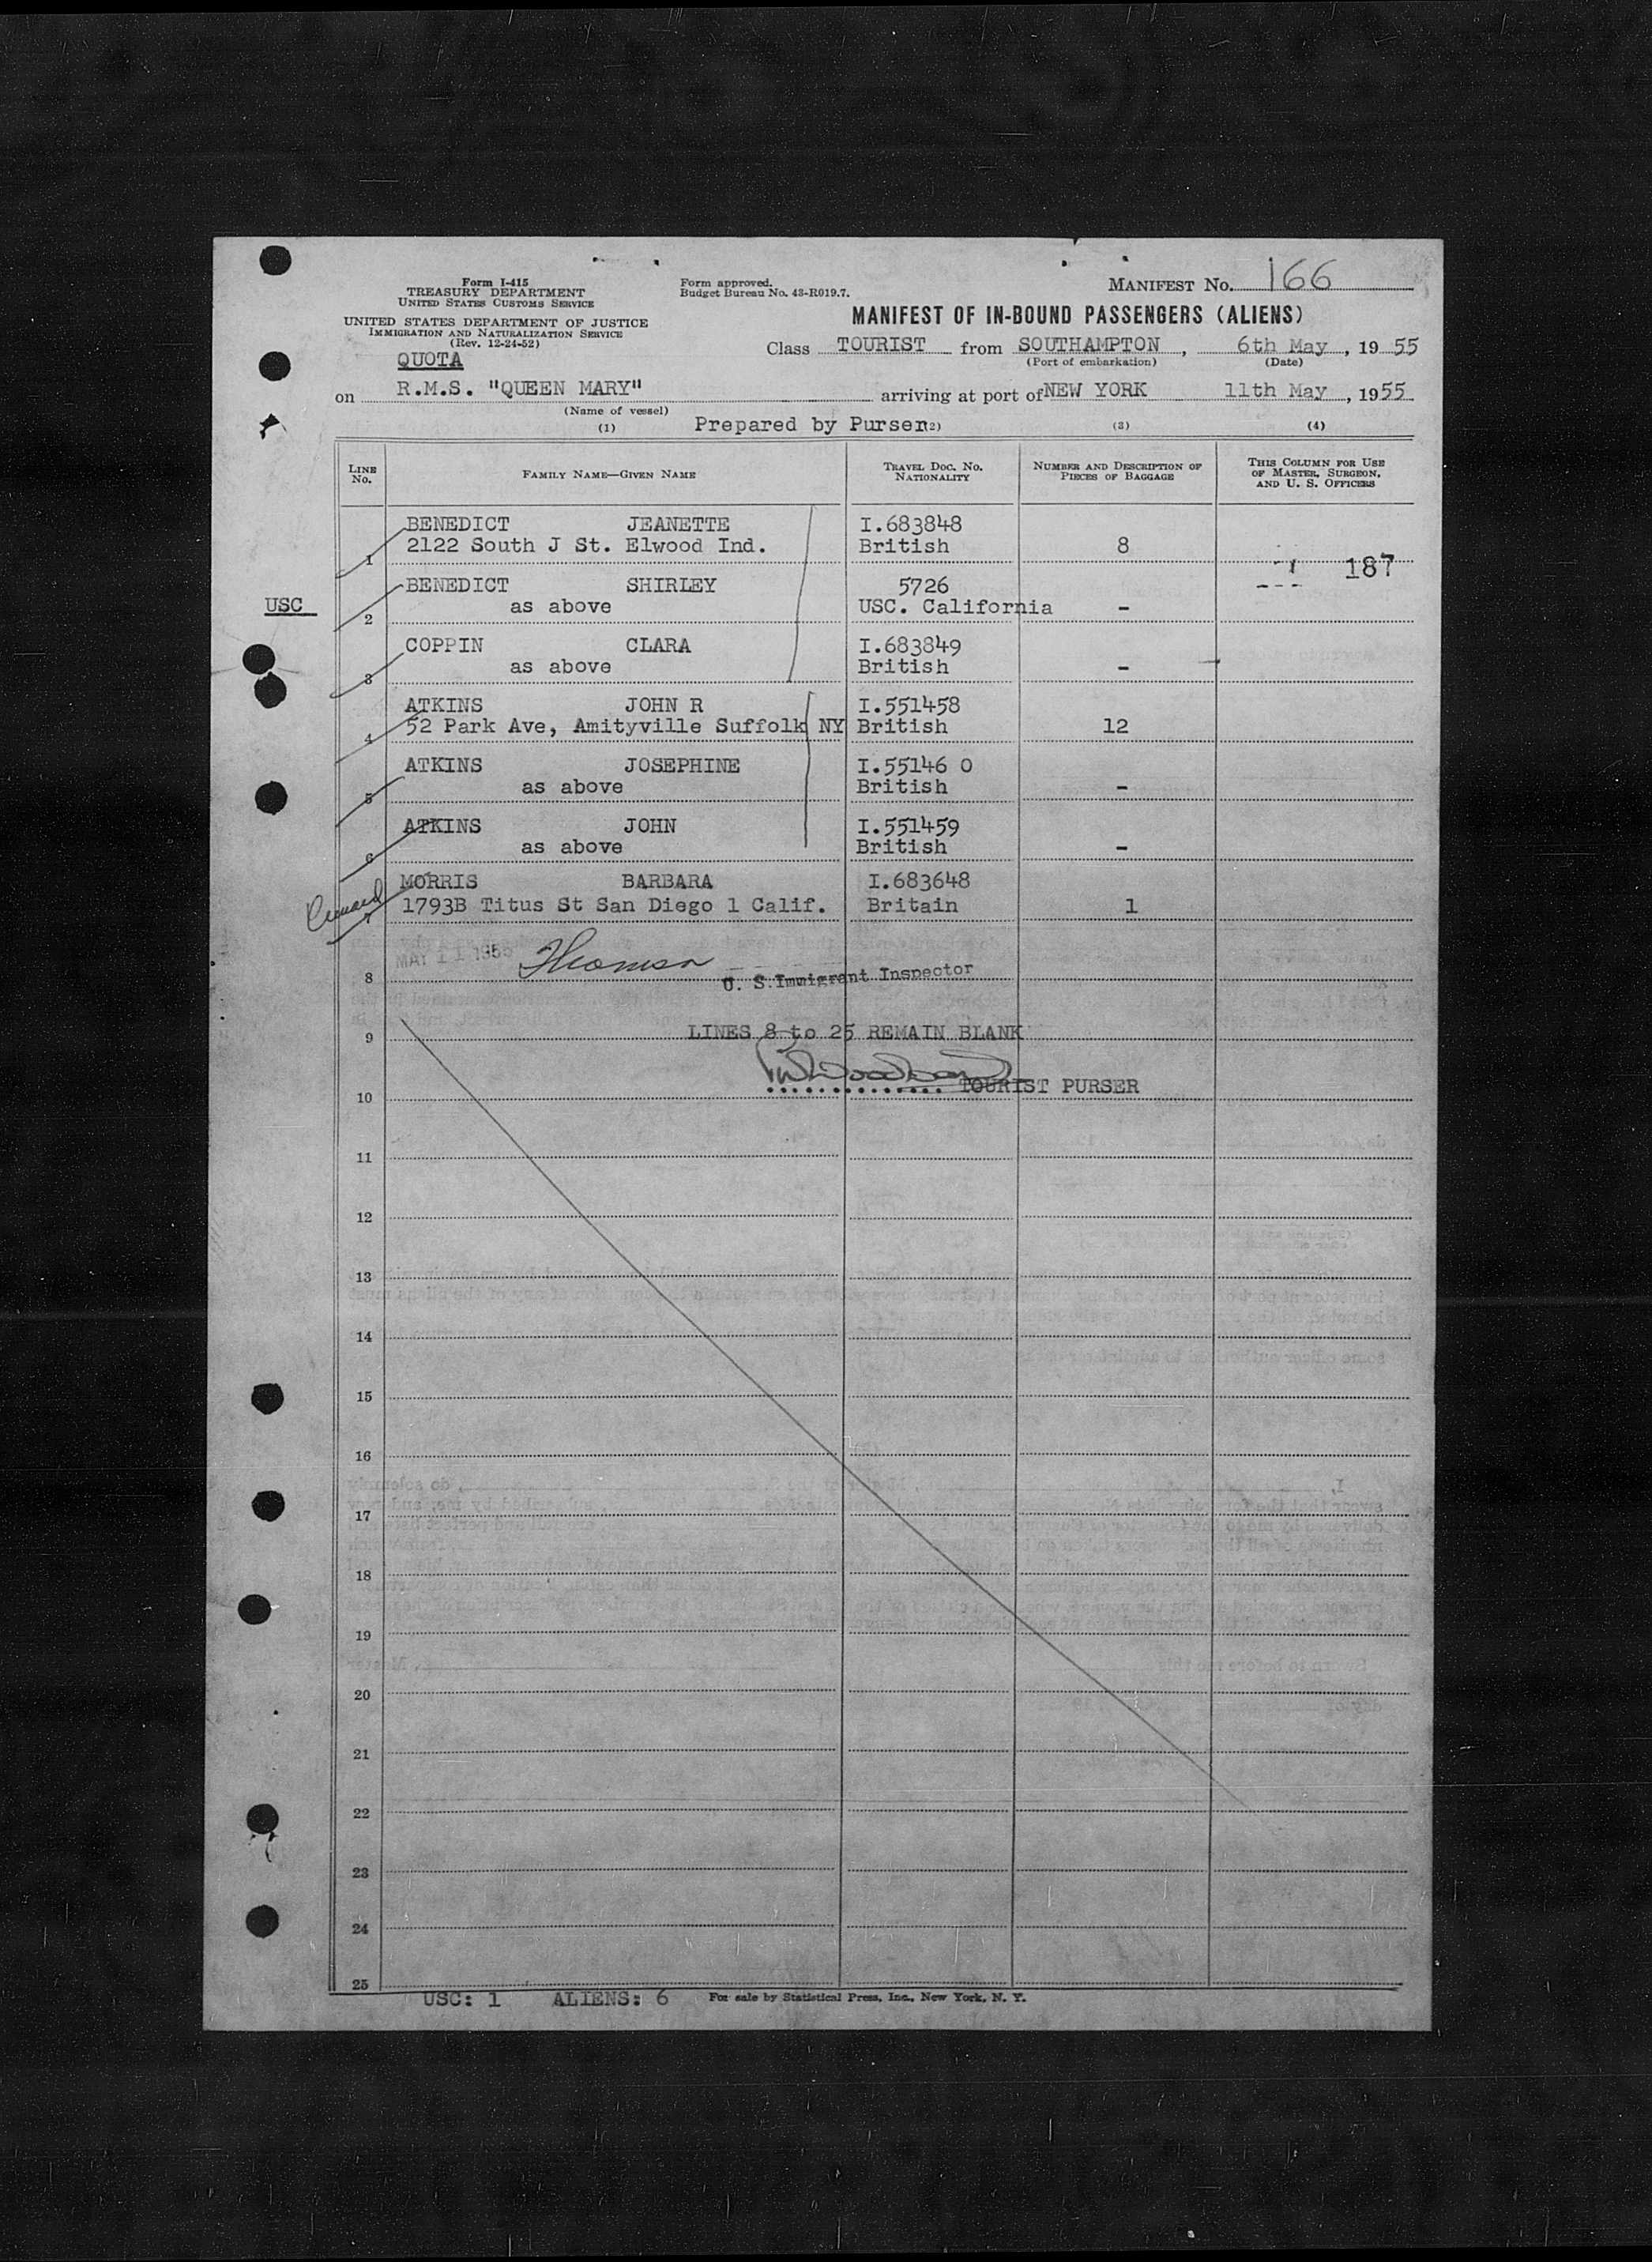 Form I-415
TREASURY DEPARTMENT
UNITED STATES CUSTOMS SERVICE
UNITED STATES DEPARTMENT OF JUSTICE
IMMIGRATION AND NATURALIZATION SERVICE
(Rev. 12-24-52)
QUOTA
Form approved.
Budget Bureau No. 43-R019.7.
MANIFEST No. 166
MANIFEST OF IN-BOUND PASSENGERS (ALIENS)
Class TOURIST from SOUTHAMPTON, 6th May, 1955
(Port of embarkation) (Date)
on R.M.S. "QUEEN MARY" arriving at port of NEW YORK 11th May, 1955
(Name of vessel)
(1) Prepared by Purser (2) (3) (4)
LINE No. FAMILY NAME—GIVEN NAME TRAVEL DOC. NO. NATIONALITY NUMBER AND DESCRIPTION OF PIECES OF BAGGAGE THIS COLUMN FOR USE OF MASTER, SURGEON, AND U. S. OFFICERS
BENEDICT JEANETTE I.683848
1 2122 South J St. Elwood Ind. British 8
187
BENEDICT SHIRLEY 5726
USC 2 as above USC. California -
COPPIN CLARA I.683849
3 as above British -
ATKINS JOHN R I.551458
4 52 Park Ave, Amityville Suffolk NY British 12
ATKINS JOSEPHINE I.55146 0
5 as above British -
ATKINS JOHN I.551459
6 as above British -
MORRIS BARBARA I.683648
7 1793B Titus St San Diego 1 Calif. Britain 1
MAY 11 1955 Thomson
8 U. S. Immigrant Inspector
LINES 8 to 25 REMAIN BLANK
9
TOURIST PURSER
10
11
12
13
14
15
16
17
18
19
20
21
22
23
24
25
USC: 1 ALIENS: 6 For sale by Statistical Press, Inc., New York, N. Y.